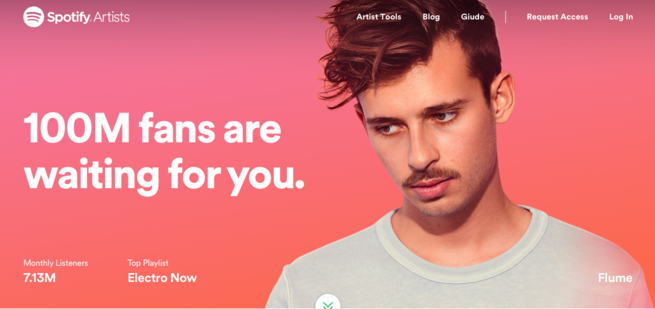 Spotify Artists
Artist Tools Blog Giude Request Access Log In
100M fans are
waiting for you.
Monthly Listeners Top Playlist
7.13M Electro Now Flume